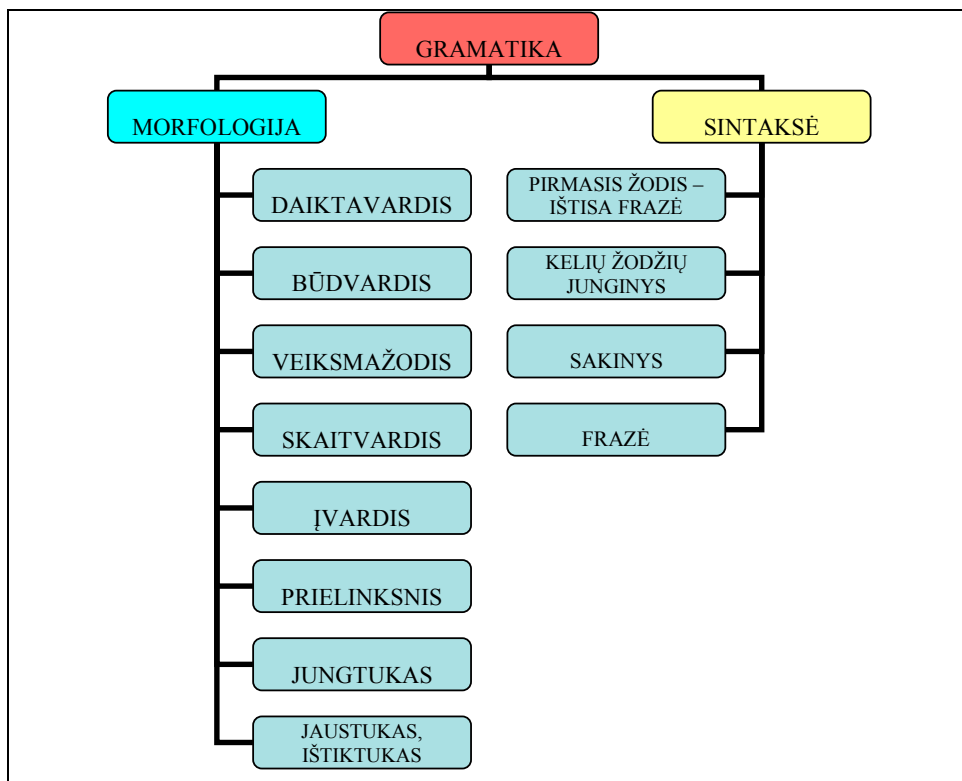 GRAMATIKA
MORFOLOGIJA
SINTAKSĖ
DAIKTAVARDIS
BŪDVARDIS
VEIKSMAŽODIS
SKAITVARDIS
ĮVARDIS
PRIELINKSNIS
JUNGTUKAS
JAUSTUKAS,
IŠTIKTUKAS
PIRMASIS ŽODIS –
IŠTISA FRAZĖ
KELIŲ ŽODŽIŲ
JUNGINYS
SAKINYS
FRAZĖ